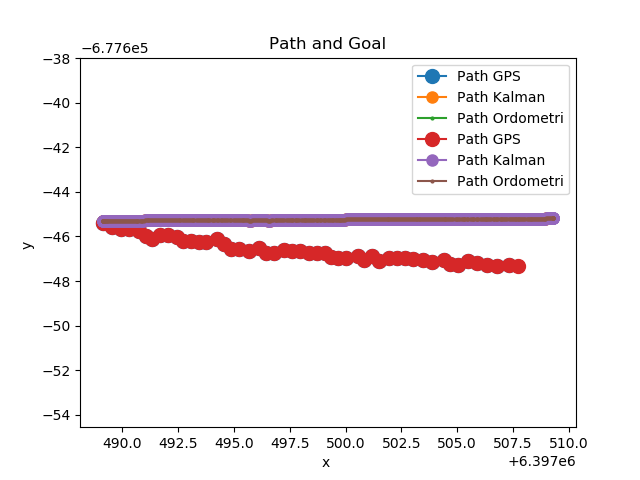 Path and Goal
−6.776e5
−38
−40
−42
−44
−46
−48
−50
−52
−54
y
Path GPS
Path Kalman
Path Ordometri
Path GPS
Path Kalman
Path Ordometri
490.0 492.5 495.0 497.5 500.0 502.5 505.0 507.5 510.0
x
+6.397e6